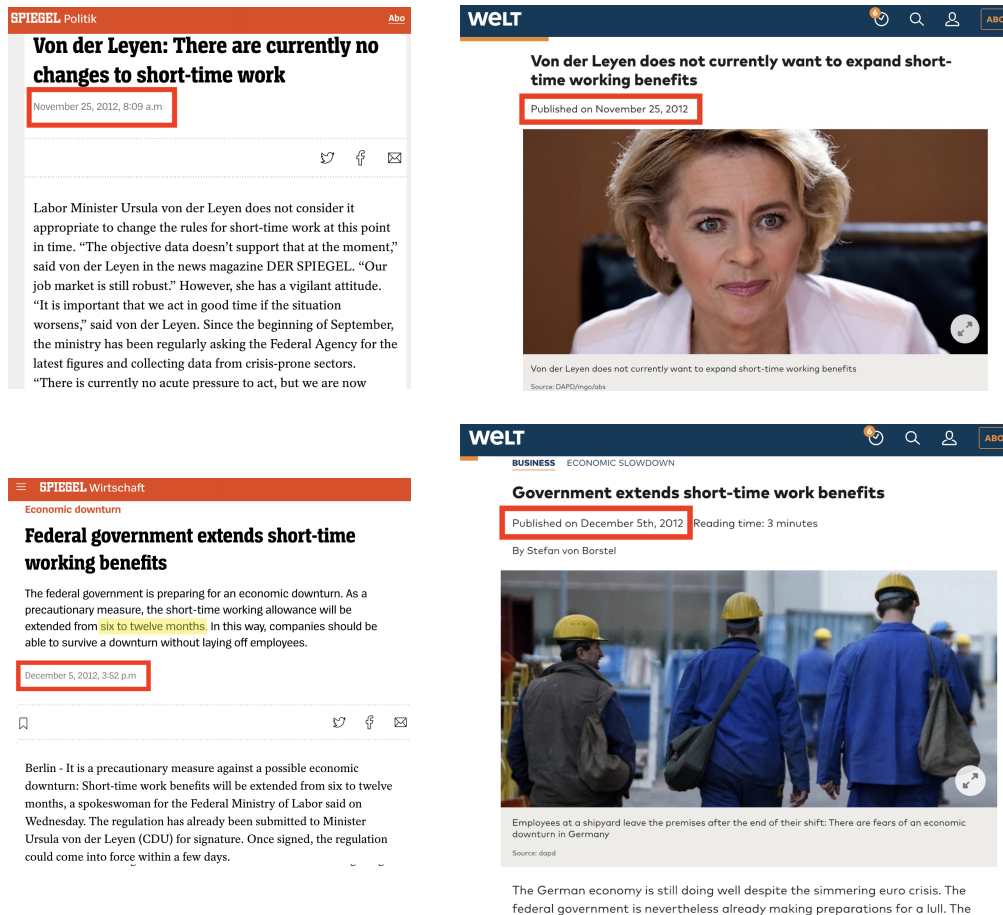 SPIEGEL Politik
Abo
Von der Leyen: There are currently no
changes to short-time work
November 25, 2012, 8:09 a.m
Labor Minister Ursula von der Leyen does not consider it
appropriate to change the rules for short-time work at this point
in time. “The objective data doesn’t support that at the moment,”
said von der Leyen in the news magazine DER SPIEGEL. “Our
job market is still robust.” However, she has a vigilant attitude.
“It is important that we act in good time if the situation
worsens,” said von der Leyen. Since the beginning of September,
the ministry has been regularly asking the Federal Agency for the
latest figures and collecting data from crisis-prone sectors.
“There is currently no acute pressure to act, but we are now
WELT
6
ABO
Von der Leyen does not currently want to expand short-
time working benefits
Published on November 25, 2012
Von der Leyen does not currently want to expand short-time working benefits
Source: DAPD/mgo/abs
SPIEGEL Wirtschaft
Economic downturn
Federal government extends short-time
working benefits
The federal government is preparing for an economic downturn. As a
precautionary measure, the short-time working allowance will be
extended from six to twelve months. In this way, companies should be
able to survive a downturn without laying off employees.
December 5, 2012, 3:52 p.m
Berlin - It is a precautionary measure against a possible economic
downturn: Short-time work benefits will be extended from six to twelve
months, a spokeswoman for the Federal Ministry of Labor said on
Wednesday. The regulation has already been submitted to Minister
Ursula von der Leyen (CDU) for signature. Once signed, the regulation
could come into force within a few days.
WELT
6
ABO
BUSINESS ECONOMIC SLOWDOWN
Government extends short-time work benefits
Published on December 5th, 2012 Reading time: 3 minutes
By Stefan von Borstel
Employees at a shipyard leave the premises after the end of their shift: There are fears of an economic
downturn in Germany
Source: dapd
The German economy is still doing well despite the simmering euro crisis. The
federal government is nevertheless already making preparations for a lull. The